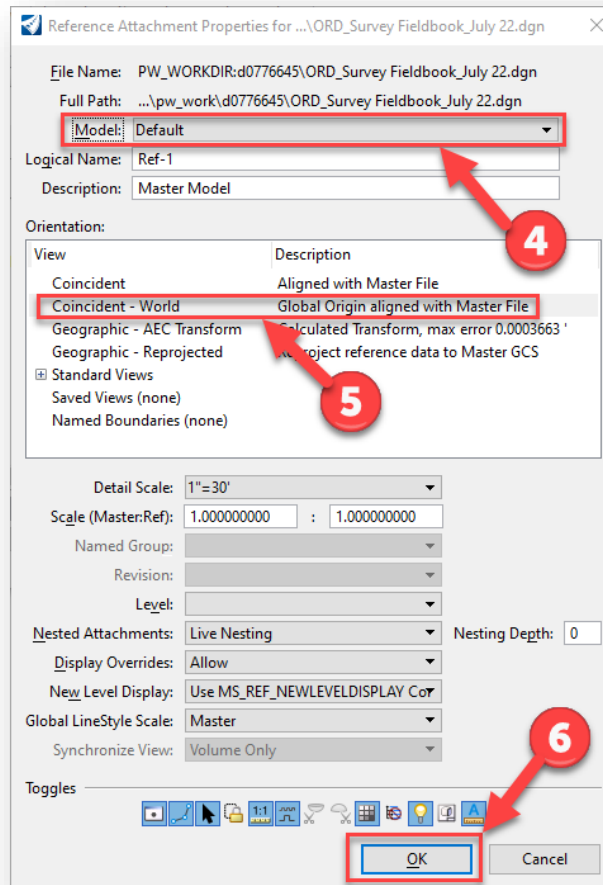 Reference Attachment Properties for ...\ORD_Survey Fieldbook_July 22.dgn
File Name: PW_WORKDIR:d0776645\ORD_Survey Fieldbook_July 22.dgn
Full Path: ...\pw_work\d0776645\ORD_Survey Fieldbook_July 22.dgn
Model: Default
Logical Name: Ref-1
Description: Master Model
4
Orientation:
View Description
Coincident Aligned with Master File
Coincident - World Global Origin aligned with Master File
Geographic - AEC Transform Calculated Transform, max error 0.0003663 '
Geographic - Reprojected Reproject reference data to Master GCS
Standard Views
Saved Views (none)
Named Boundaries (none)
5
Detail Scale: 1"=30'
Scale (Master:Ref): 1.000000000 : 1.000000000
Named Group:
Revision:
Level:
Nested Attachments: Live Nesting Nesting Depth: 0
Display Overrides: Allow
New Level Display: Use MS_REF_NEWLEVELDISPLAY Cor
Global LineStyle Scale: Master
Synchronize View: Volume Only
6
Toggles
1:1 A
OK Cancel